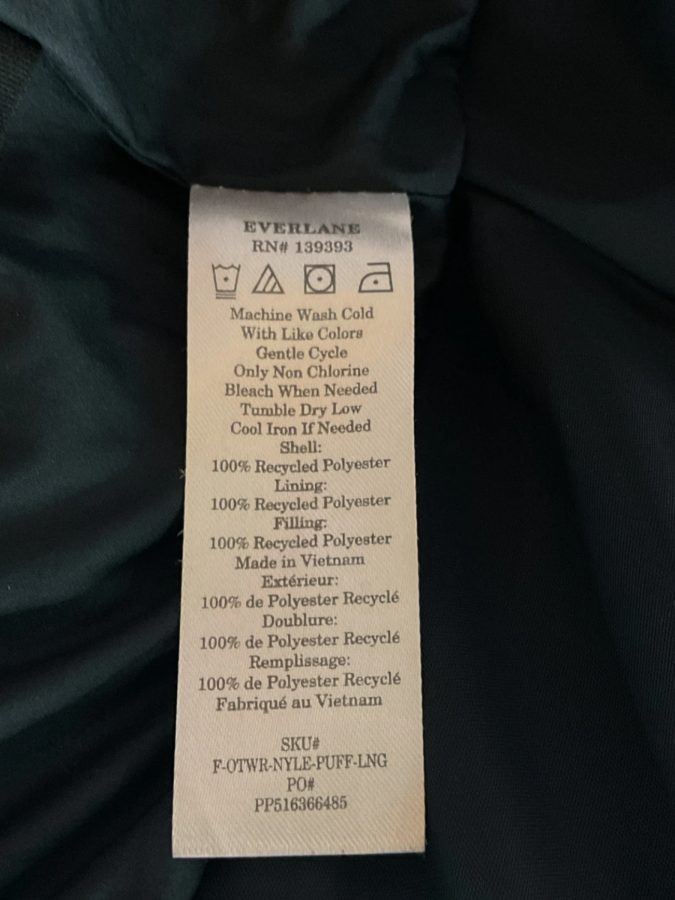 EVERLANE
RN# 139393
Machine Wash Cold
With Like Colors
Gentle Cycle
Only Non Chlorine
Bleach When Needed
Tumble Dry Low
Cool Iron If Needed
Shell:
100% Recycled Polyester
Lining:
100% Recycled Polyester
Filling:
100% Recycled Polyester
Made in Vietnam
Extérieur:
100% de Polyester Recyclé
Doublure:
100% de Polyester Recyclé
Remplissage:
100% de Polyester Recyclé
Fabriqué au Vietnam
SKU#
F-OTWR-NYLE-PUFF-LNG
PO#
PP516366485